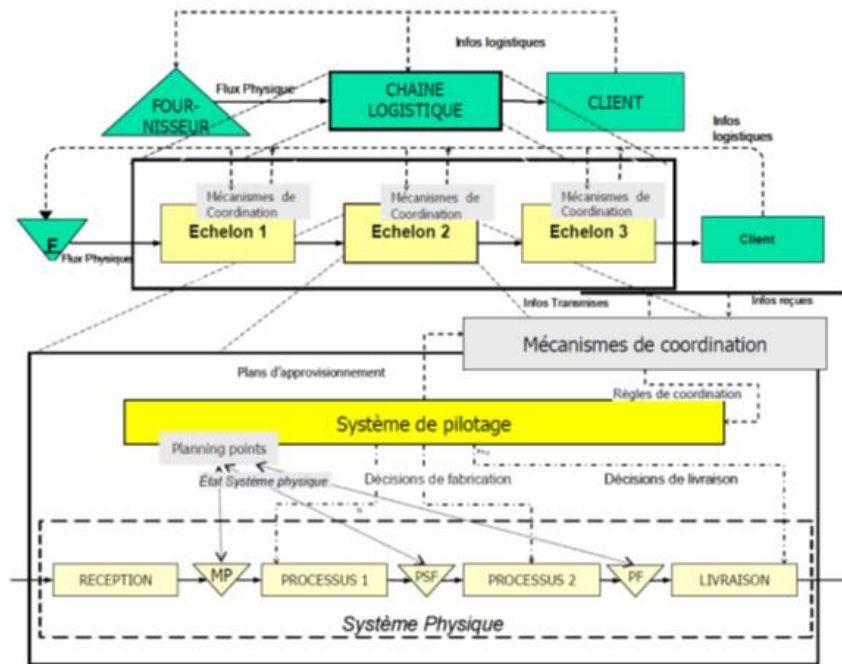 Infos logistiques
Flux Physique
FOUR-
NISSEUR
CHAINE
LOGISTIQUE
CLIENT
Infos
logistiques
Mécanismes de
Coordination
Mécanismes de
Coordination
Mécanismes de
Coordination
F
Flux Physique
Echelon 1
Echelon 2
Echelon 3
Client
Infos Transmises
Infos reçues
Mécanismes de coordination
Plans d'approvisionnement
Règles de coordination
Système de pilotage
Planning points
État Systéme physique
Décisions de fabrication
Décisions de livraison
RECEPTION
MP
PROCESSUS 1
PSF
PROCESSUS 2
PF
LIVRAISON
Système Physique